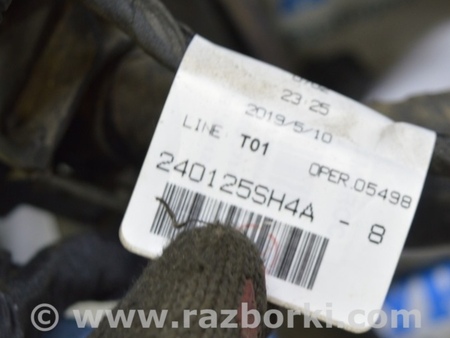 23:25
2019/5/10
LINE T01 OPER.05498
240125SH4A - 8
www.razborki.com